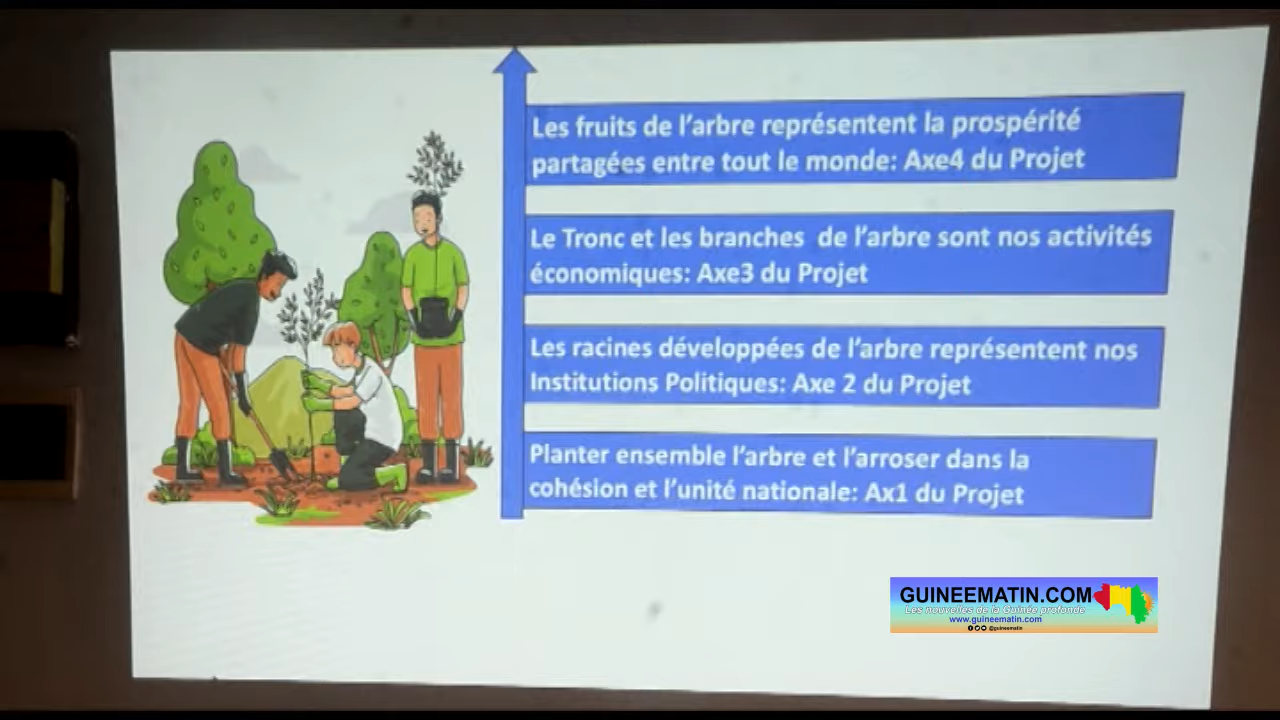 Les fruits de l'arbre représentent la prospérité
partagées entre tout le monde: Axe4 du Projet
Le Tronc et les branches de l'arbre sont nos activités
économiques: Axe3 du Projet
Les racines développées de l'arbre représentent nos
Institutions Politiques: Axe 2 du Projet
Planter ensemble l'arbre et l'arroser dans la
cohésion et l'unité nationale: Ax1 du Projet
GUINEEMATIN.COM
Les nouvelles de la Guinée profonde
www.guineematin.com
@guineematin